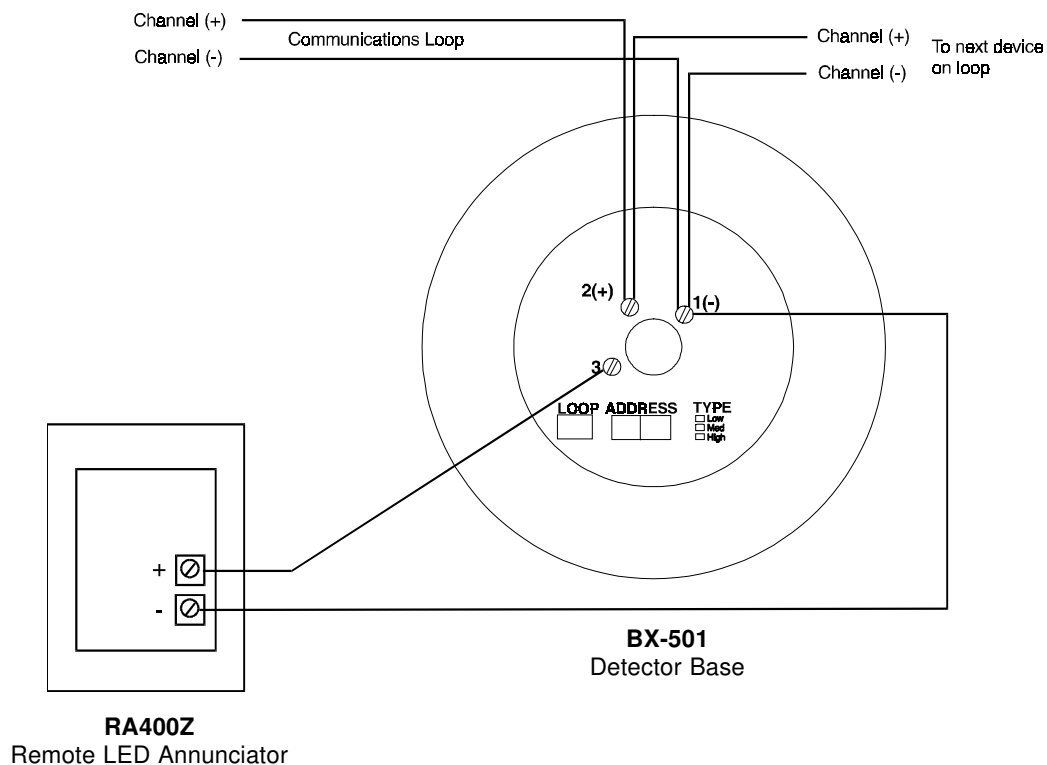 Channel (+)
Communications Loop
Channel (-)
Channel (+)
Channel (-)
To next device
on loop
2(+)
1(-)
3
LOOP ADDRESS TYPE
Low
Med
High
+
-
BX-501
Detector Base
RA400Z
Remote LED Annunciator